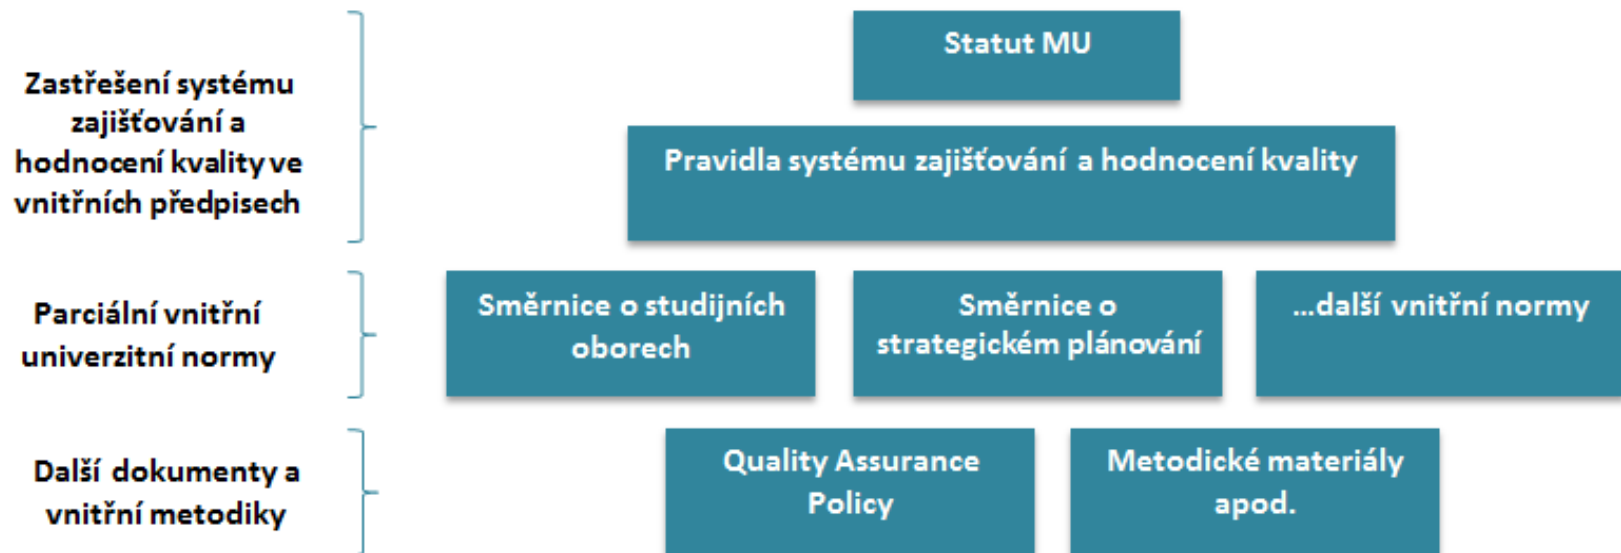 Zastřešení systému
zajišťování a
hodnocení kvality ve
vnitřních předpisech
Statut MU
Pravidla systému zajišťování a hodnocení kvality
Parciální vnitřní
univerzitní normy
Směrnice o studijních
oborech
Směrnice o
strategickém plánování
...další vnitřní normy
Další dokumenty a
vnitřní metodiky
Quality Assurance
Policy
Metodické materiály
apod.